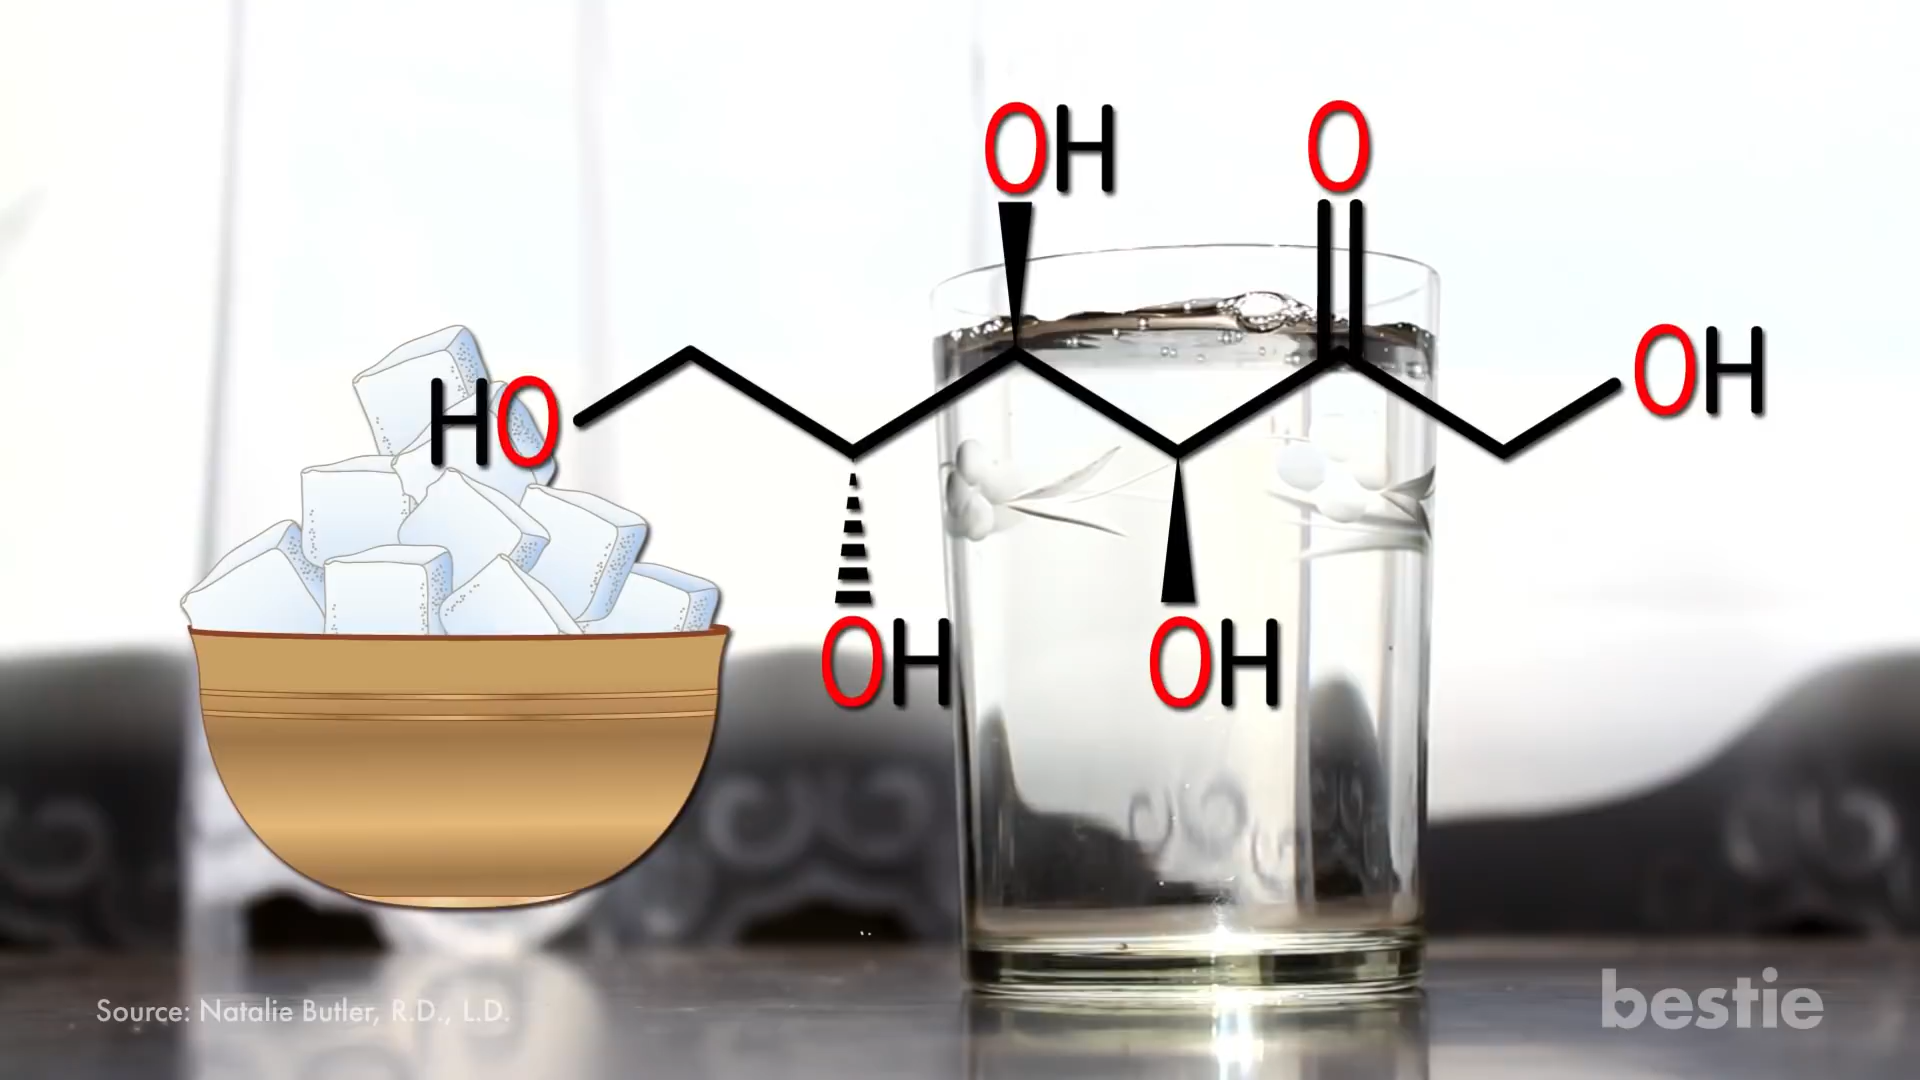 OH
O
OH
HO
OH
OH
Source: Natalie Butler, R.D., L.D.
bestie